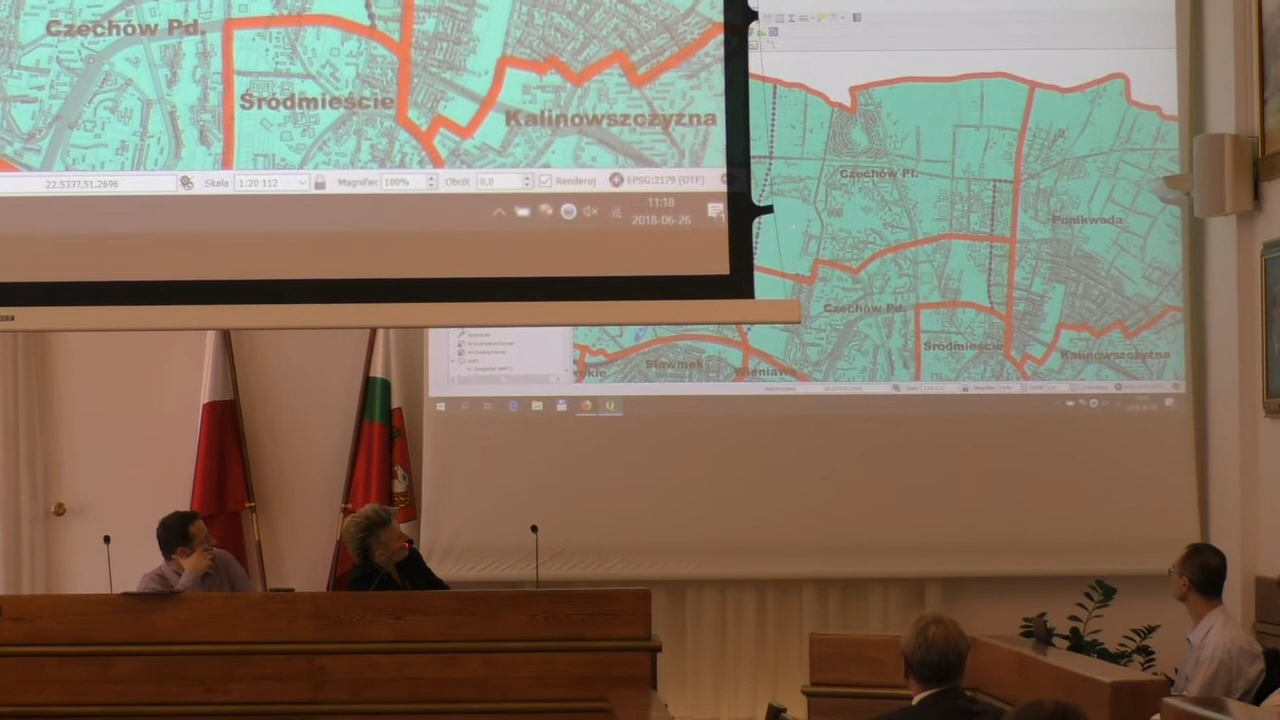 Czechów Pd.
Śródmieście
Kalinowszczyzna
22.5337,51.2696 Skala 1:20 112 Magnifier 100% Obrót 0,0 Renderuj EPSG:2179 (OTF)
11:18
2018-06-26
Czechów Pł.
Ponikwoda
Czechów Pd.
Śródmieście
Kalinowszczyzna
Sławinek
Wieniawa